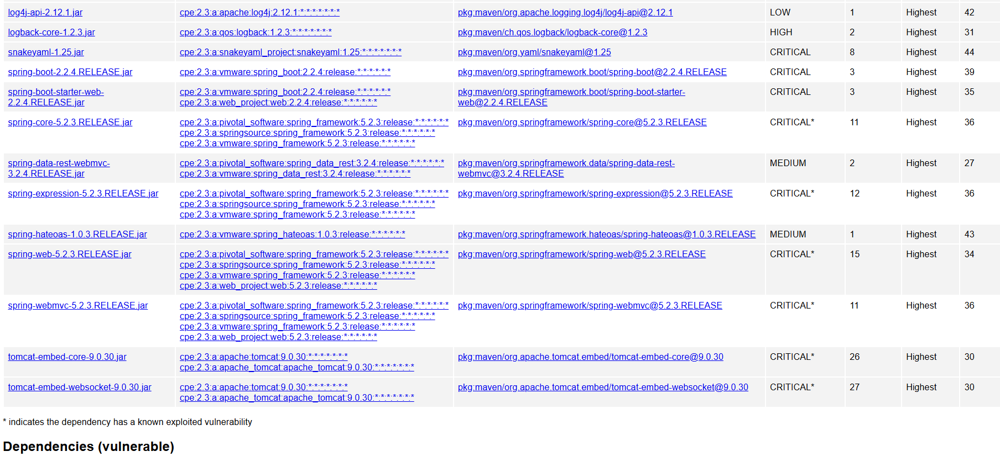 log4j-api-2.12.1.jar cpe:2.3:a:apache:log4j:2.12.1:*:*:*:*:*:*:* pkg:maven/org.apache.logging.log4j/log4j-api@2.12.1 LOW 1 Highest 42
logback-core-1.2.3.jar cpe:2.3:a:qos:logback:1.2.3:*:*:*:*:*:*:* pkg:maven/ch.qos.logback/logback-core@1.2.3 HIGH 2 Highest 31
snakeyaml-1.25.jar cpe:2.3:a:snakeyaml_project:snakeyaml:1.25:*:*:*:*:*:*:* pkg:maven/org.yaml/snakeyaml@1.25 CRITICAL 8 Highest 44
spring-boot-2.2.4.RELEASE.jar cpe:2.3:a:vmware:spring_boot:2.2.4:release:*:*:*:*:*:* pkg:maven/org.springframework.boot/spring-boot@2.2.4.RELEASE CRITICAL 3 Highest 39
spring-boot-starter-web- cpe:2.3:a:vmware:spring_boot:2.2.4:release:*:*:*:*:*:* pkg:maven/org.springframework.boot/spring-boot-starter- CRITICAL 3 Highest 35
2.2.4.RELEASE.jar cpe:2.3:a:web_project:web:2.2.4:release:*:*:*:*:*:* web@2.2.4.RELEASE
spring-core-5.2.3.RELEASE.jar cpe:2.3:a:pivotal_software:spring_framework:5.2.3:release:*:*:*:*:*:* pkg:maven/org.springframework/spring-core@5.2.3.RELEASE CRITICAL* 11 Highest 36
cpe:2.3:a:springsource:spring_framework:5.2.3:release:*:*:*:*:*:*
cpe:2.3:a:vmware:spring_framework:5.2.3:release:*:*:*:*:*:*
spring-data-rest-webmvc- cpe:2.3:a:pivotal_software:spring_data_rest:3.2.4:release:*:*:*:*:*:* pkg:maven/org.springframework.data/spring-data-rest- MEDIUM 2 Highest 27
3.2.4.RELEASE.jar cpe:2.3:a:vmware:spring_data_rest:3.2.4:release:*:*:*:*:*:* webmvc@3.2.4.RELEASE
spring-expression-5.2.3.RELEASE.jar cpe:2.3:a:pivotal_software:spring_framework:5.2.3:release:*:*:*:*:*:* pkg:maven/org.springframework/spring-expression@5.2.3.RELEASE CRITICAL* 12 Highest 36
cpe:2.3:a:springsource:spring_framework:5.2.3:release:*:*:*:*:*:*
cpe:2.3:a:vmware:spring_framework:5.2.3:release:*:*:*:*:*:*
spring-hateoas-1.0.3.RELEASE.jar cpe:2.3:a:vmware:spring_hateoas:1.0.3:release:*:*:*:*:*:* pkg:maven/org.springframework.hateoas/spring-hateoas@1.0.3.RELEASE MEDIUM 1 Highest 43
spring-web-5.2.3.RELEASE.jar cpe:2.3:a:pivotal_software:spring_framework:5.2.3:release:*:*:*:*:*:* pkg:maven/org.springframework/spring-web@5.2.3.RELEASE CRITICAL* 15 Highest 34
cpe:2.3:a:springsource:spring_framework:5.2.3:release:*:*:*:*:*:*
cpe:2.3:a:vmware:spring_framework:5.2.3:release:*:*:*:*:*:*
cpe:2.3:a:web_project:web:5.2.3:release:*:*:*:*:*:*
spring-webmvc-5.2.3.RELEASE.jar cpe:2.3:a:pivotal_software:spring_framework:5.2.3:release:*:*:*:*:*:* pkg:maven/org.springframework/spring-webmvc@5.2.3.RELEASE CRITICAL* 11 Highest 36
cpe:2.3:a:springsource:spring_framework:5.2.3:release:*:*:*:*:*:*
cpe:2.3:a:vmware:spring_framework:5.2.3:release:*:*:*:*:*:*
cpe:2.3:a:web_project:web:5.2.3:release:*:*:*:*:*:*
tomcat-embed-core-9.0.30.jar cpe:2.3:a:apache:tomcat:9.0.30:*:*:*:*:*:*:* pkg:maven/org.apache.tomcat.embed/tomcat-embed-core@9.0.30 CRITICAL* 26 Highest 30
cpe:2.3:a:apache_tomcat:apache_tomcat:9.0.30:*:*:*:*:*:*:*
tomcat-embed-websocket-9.0.30.jar cpe:2.3:a:apache:tomcat:9.0.30:*:*:*:*:*:*:* pkg:maven/org.apache.tomcat.embed/tomcat-embed-websocket@9.0.30 CRITICAL* 27 Highest 30
cpe:2.3:a:apache_tomcat:apache_tomcat:9.0.30:*:*:*:*:*:*:*
* indicates the dependency has a known exploited vulnerability
Dependencies (vulnerable)